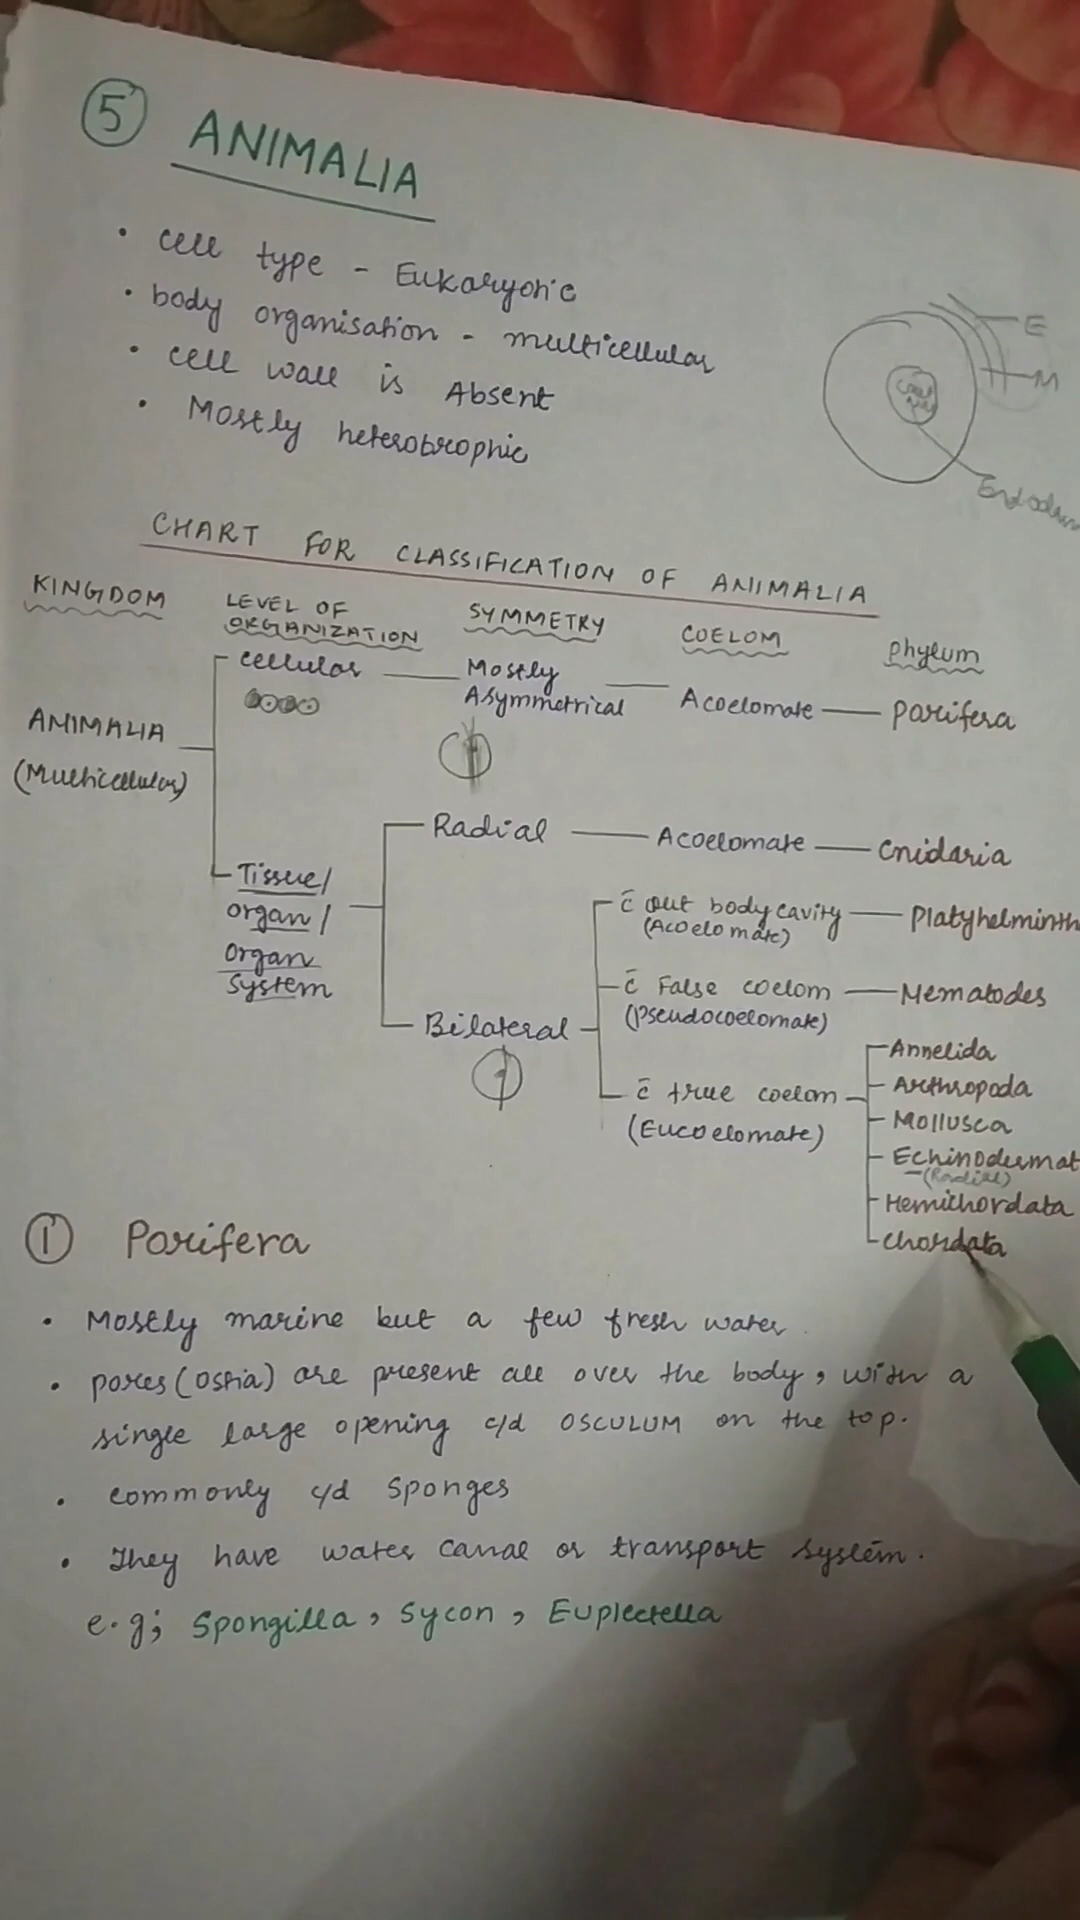 5
ANIMALIA
• cell type - Eukaryotic
• body organisation - multicellular
• cell wall is Absent
• Mostly heterotrophic
E
M
CHART FOR CLASSIFICATION OF ANIMALIA
KINGDOM
LEVEL OF
ORGANIZATION
SYMMETRY
COELOM
Phylum
ANIMALIA
(Multicellular)
cellular
Mostly
Asymmetrical
Acoelomate
Porifera
Tissue/
organ/
organ
system
Radial
Acoelomate
Cnidaria
Bilateral
c̄ out body cavity
(Acoelomate)
Platyhelminth
c̄ False coelom
(Pseudocoelomate)
Nematodes
c̄ true coelom
(Eucoelomate)
Annelida
Arthropoda
Mollusca
Echinodermat
(Radial)
Hemichordata
Chordata
1 Porifera
• Mostly marine but a few fresh water.
• pores (ostia) are present all over the body, with a
single large opening c/d OSCULUM on the top.
• commonly c/d Sponges
• They have water canal or transport system.
e.g; Spongilla, Sycon, Euplectella